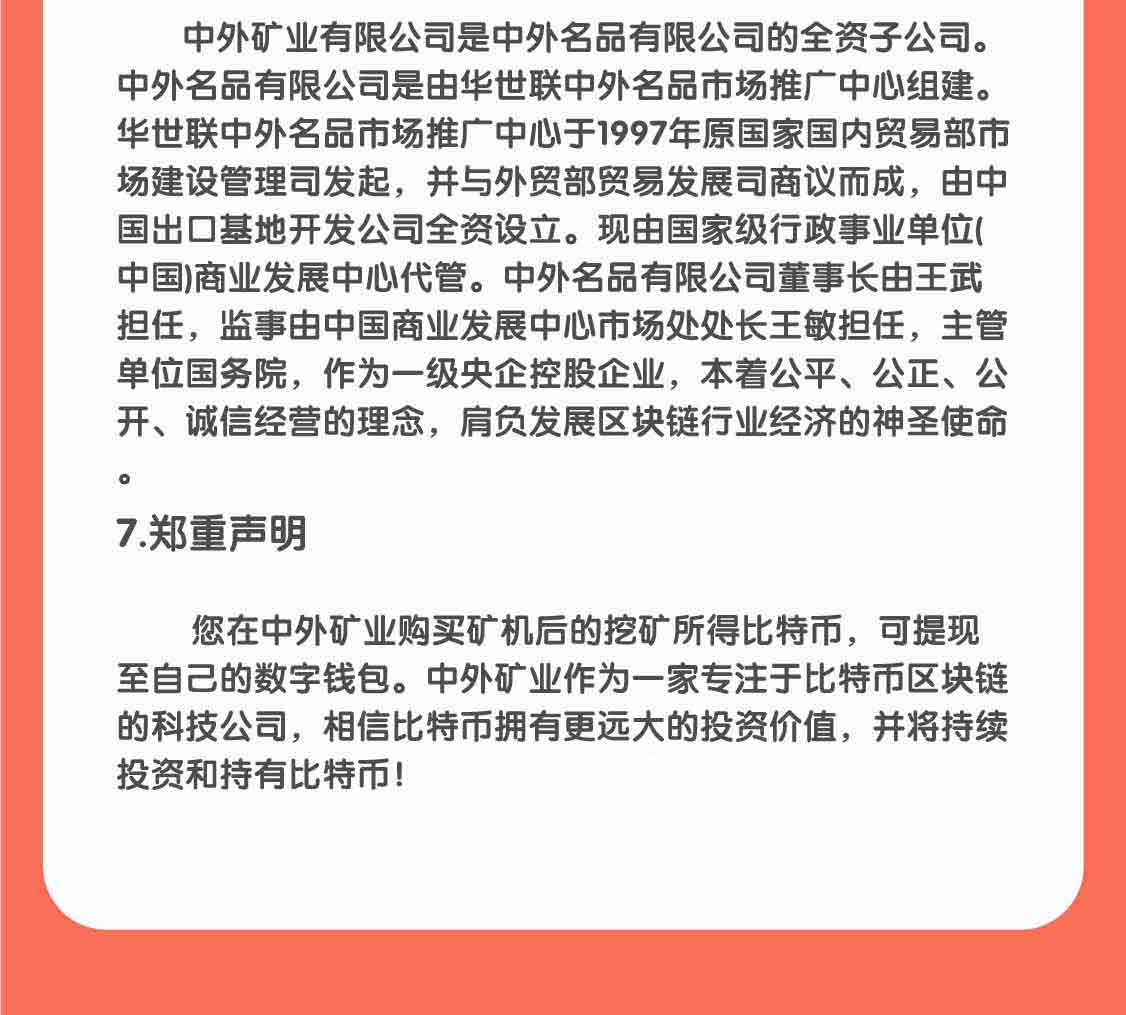 中外矿业有限公司是中外名品有限公司的全资子公司。
中外名品有限公司是由华世联中外名品市场推广中心组建。
华世联中外名品市场推广中心于1997年原国家国内贸易部市
场建设管理司发起，并与外贸部贸易发展司商议而成，由中
国出口基地开发公司全资设立。现由国家级行政事业单位(
中国)商业发展中心代管。中外名品有限公司董事长由王武
担任，监事由中国商业发展中心市场处处长王敏担任，主管
单位国务院，作为一级央企控股企业，本着公平、公正、公
开、诚信经营的理念，肩负发展区块链行业经济的神圣使命
。
7.郑重声明
您在中外矿业购买矿机后的挖矿所得比特币，可提现
至自己的数字钱包。中外矿业作为一家专注于比特币区块链
的科技公司，相信比特币拥有更远大的投资价值，并将持续
投资和持有比特币！